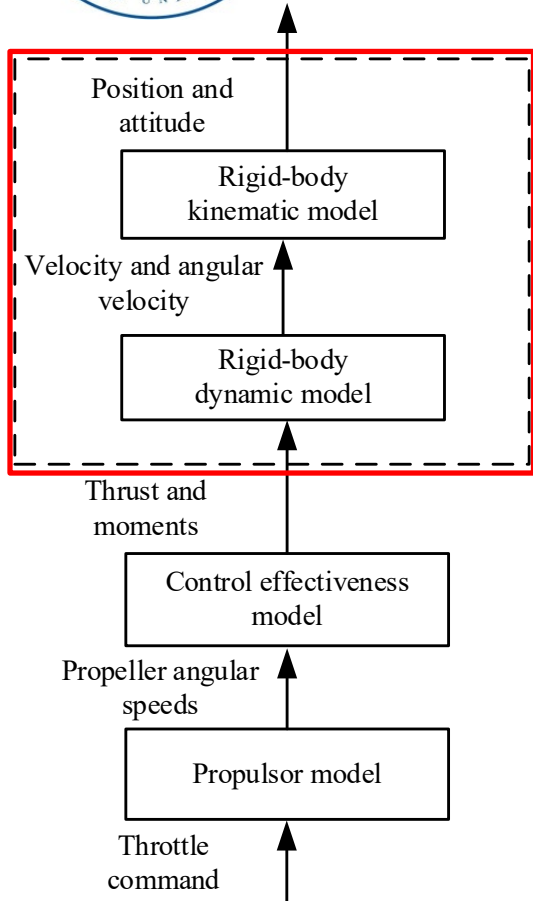 Position and
attitude
Rigid-body
kinematic model
Velocity and angular
velocity
Rigid-body
dynamic model
Thrust and
moments
Control effectiveness
model
Propeller angular
speeds
Propulsor model
Throttle
command